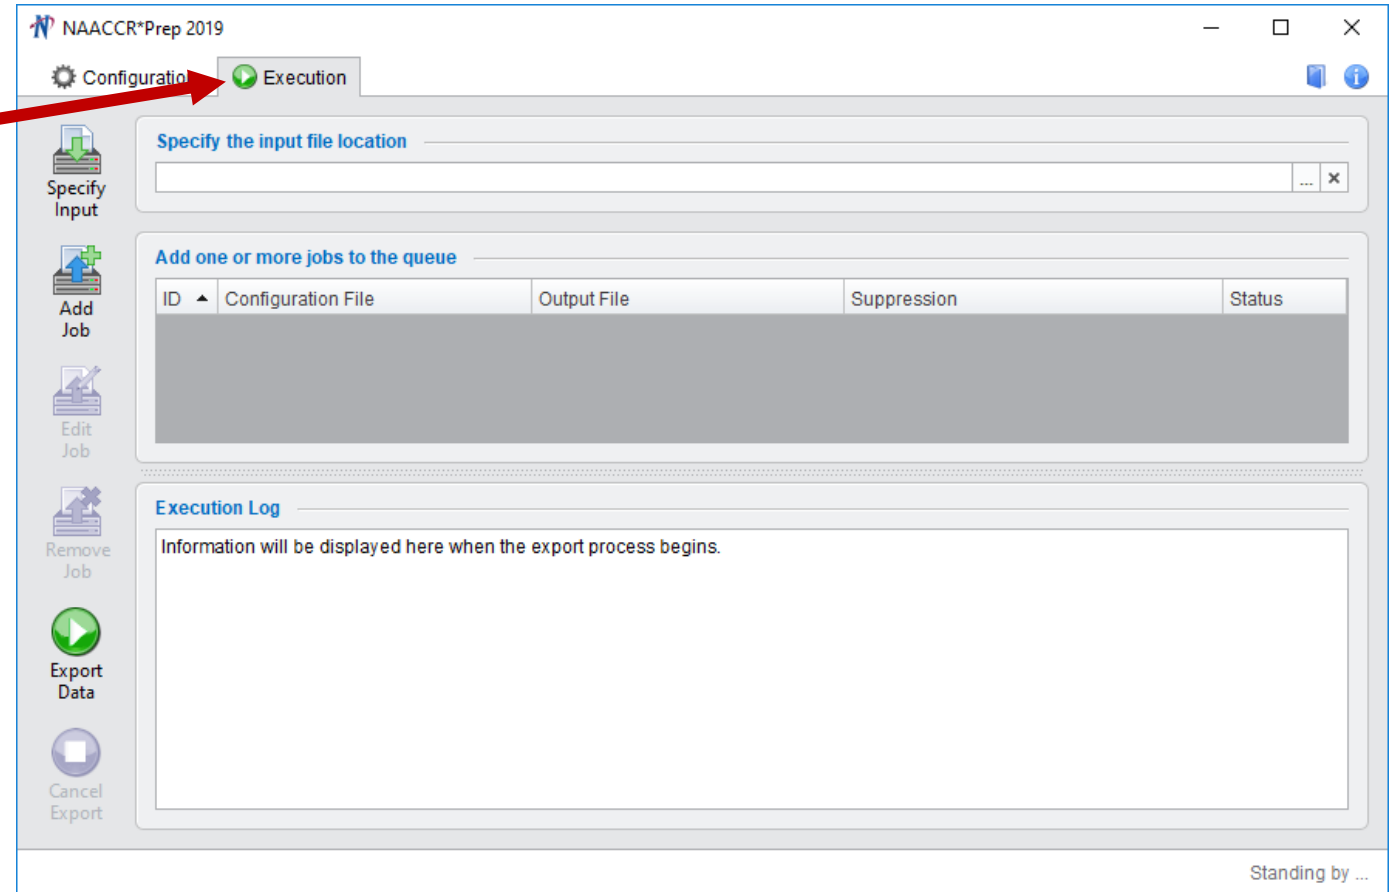 NAACCR*Prep 2019
Configuration
Execution
Specify
Input
Add
Job
Edit
Job
Remove
Job
Export
Data
Cancel
Export
Specify the input file location
...
Add one or more jobs to the queue
ID Configuration File Output File Suppression Status
Execution Log
Information will be displayed here when the export process begins.
Standing by ...